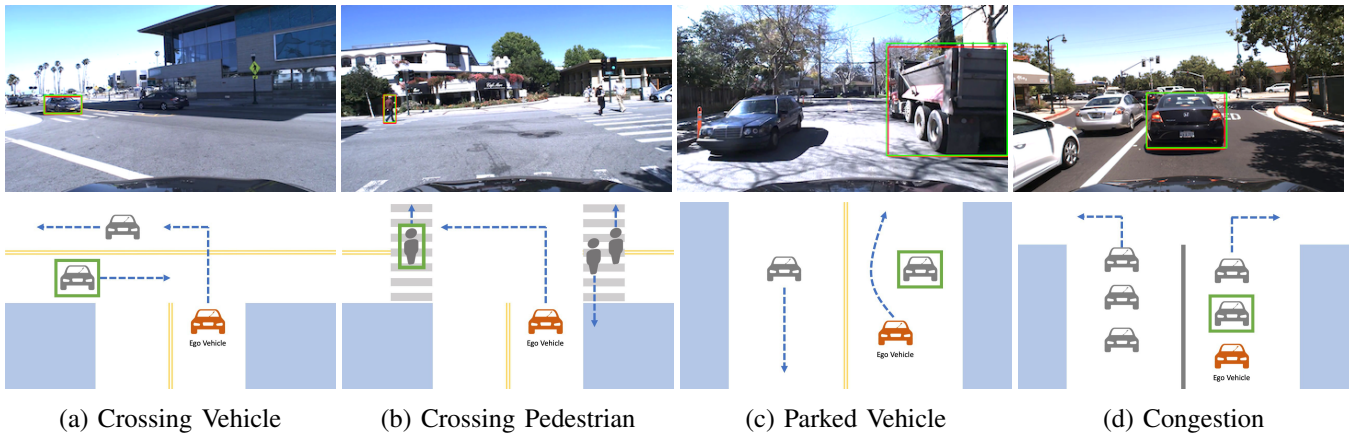 Ego Vehicle
Ego Vehicle
Ego Vehicle
Ego Vehicle
(a) Crossing Vehicle
(b) Crossing Pedestrian
(c) Parked Vehicle
(d) Congestion